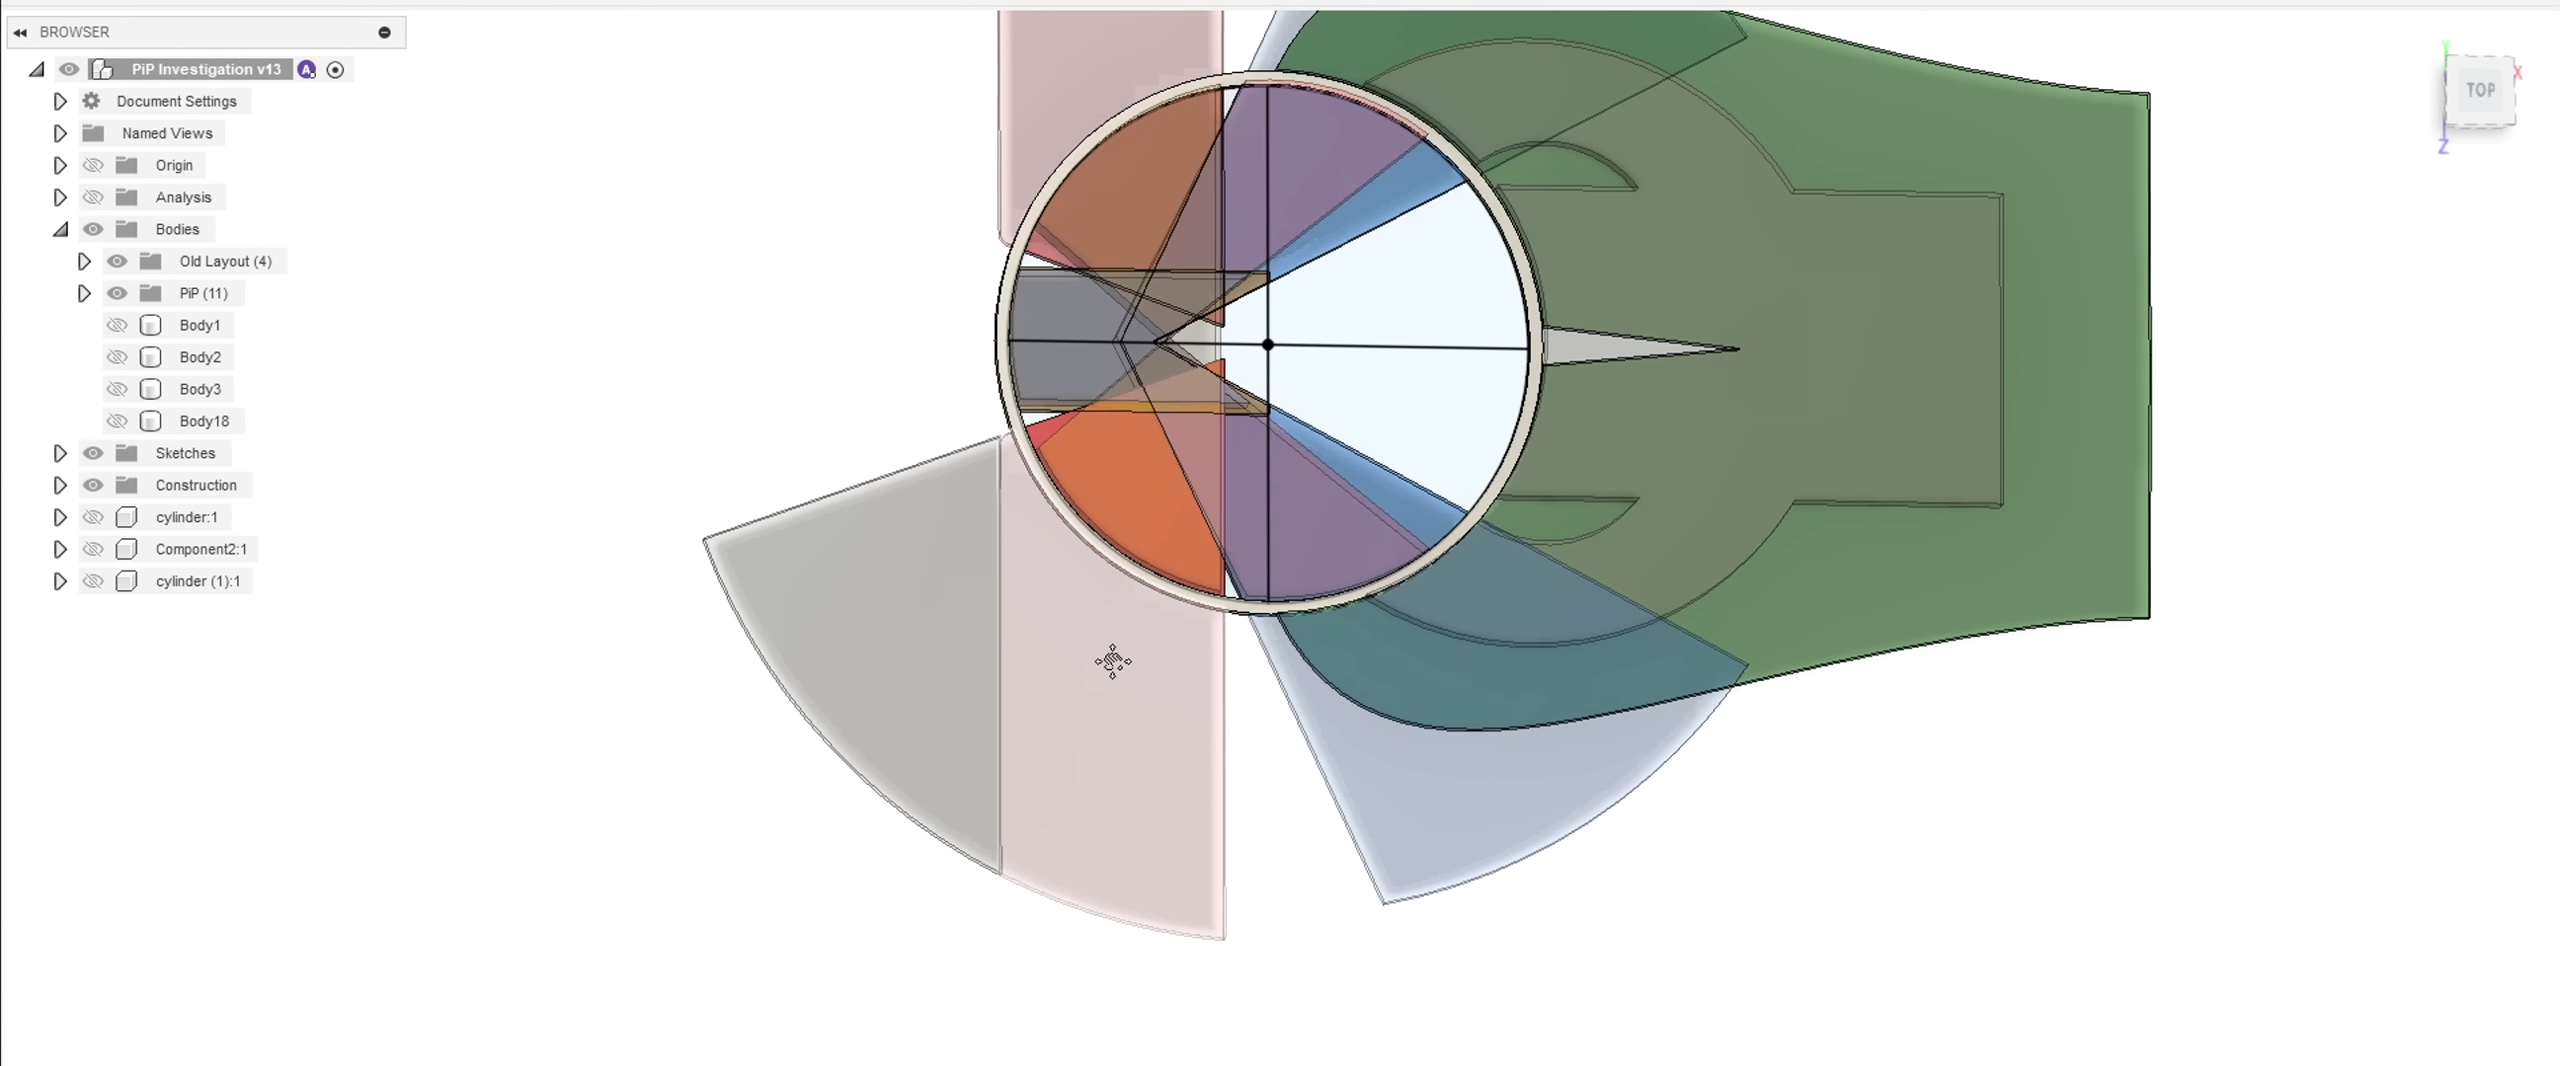 BROWSER
PiP Investigation v13
A
Document Settings
Named Views
Origin
Analysis
Bodies
Old Layout (4)
PiP (11)
Body1
Body2
Body3
Body18
Sketches
Construction
cylinder:1
Component2:1
cylinder (1):1
Y
X
TOP
Z